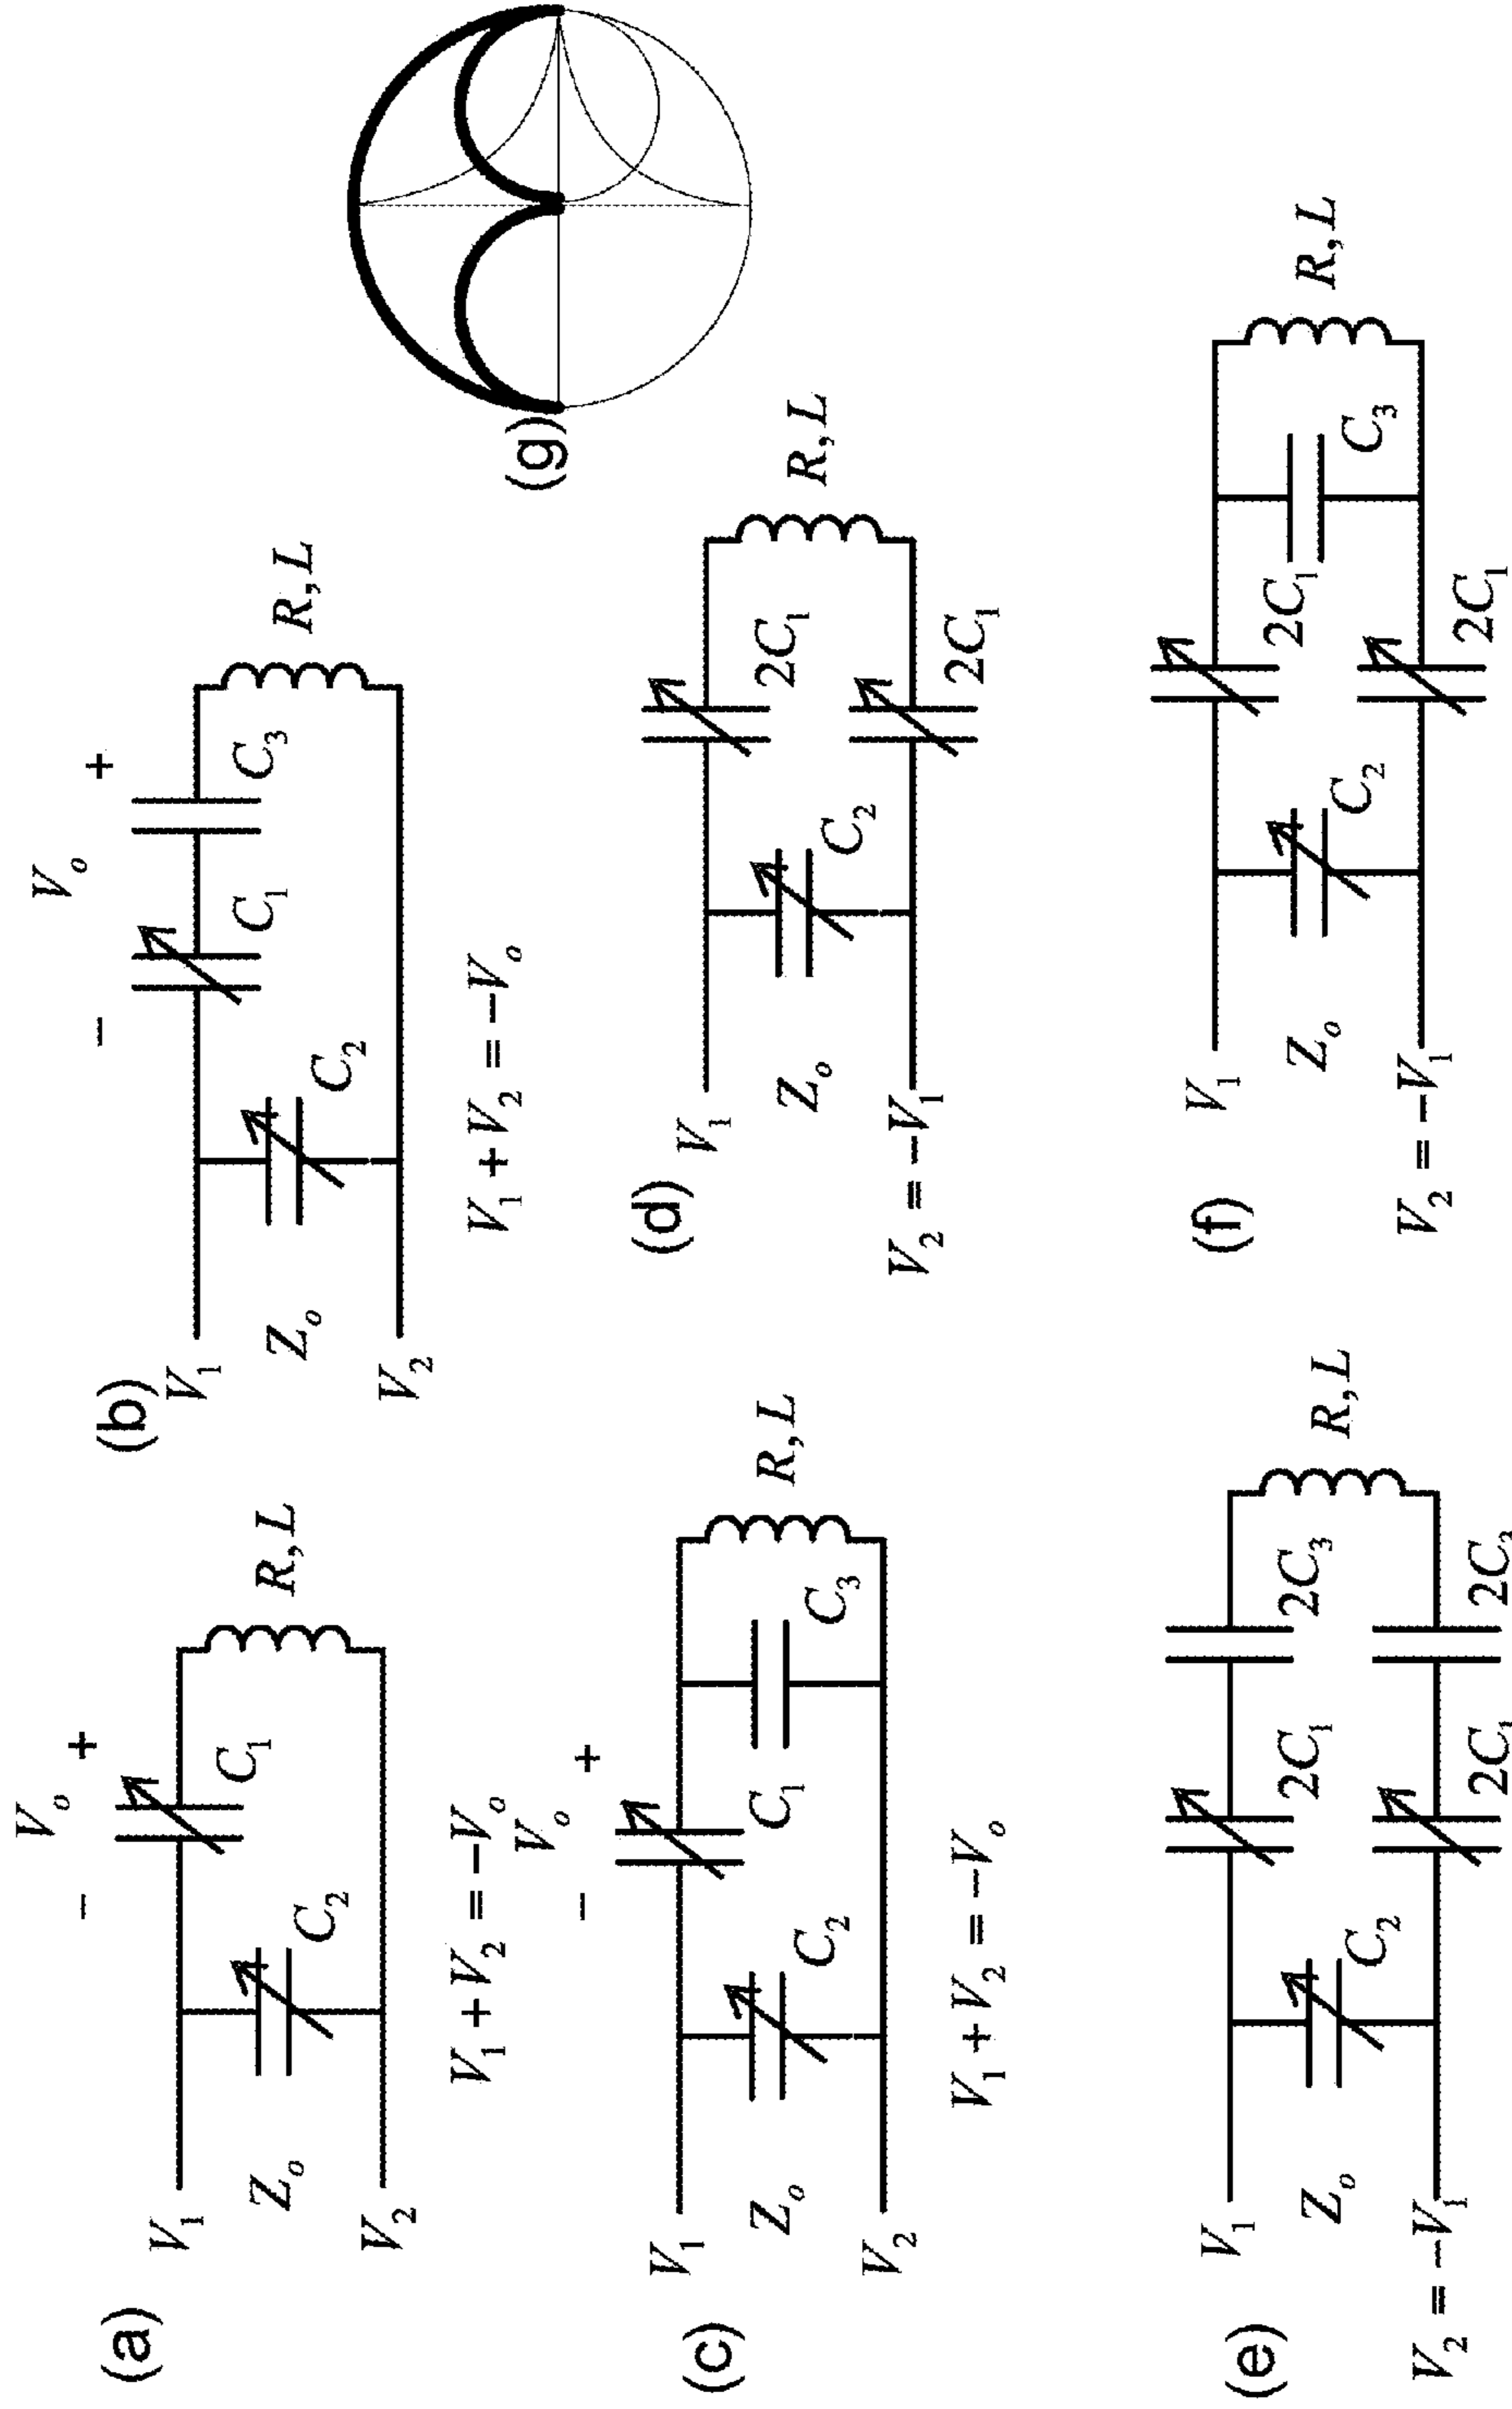 (a)
V₁
V₂
Zₒ
C₂
− Vₒ +
C₁
R, L
V₁ + V₂ = −Vₒ
(b)
V₁
V₂
Zₒ
C₂
− Vₒ +
C₁
C₃
R, L
V₁ + V₂ = −Vₒ
(c)
V₁
V₂
Zₒ
C₂
− Vₒ +
C₁
C₃
R, L
V₁ + V₂ = −Vₒ
(d)
V₁
V₂ = −V₁
Zₒ
C₂
2C₁
2C₁
R, L
(e)
V₁
V₂ = −V₁
Zₒ
C₂
2C₁
2C₃
2C₁
2C₃
R, L
(f)
V₁
V₂ = −V₁
Zₒ
C₂
2C₁
2C₁
C₃
R, L
(g)